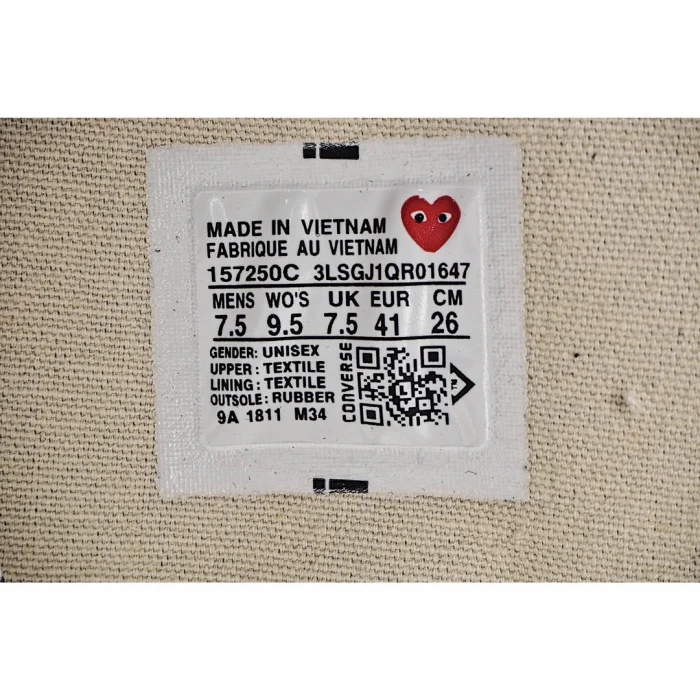 MADE IN VIETNAM
FABRIQUE AU VIETNAM
157250C 3LSGJ1QR01647
MENS WO'S UK EUR CM
7.5 9.5 7.5 41 26
GENDER: UNISEX
UPPER : TEXTILE
LINING : TEXTILE
OUTSOLE : RUBBER
9A 1811 M34
CONVERSE